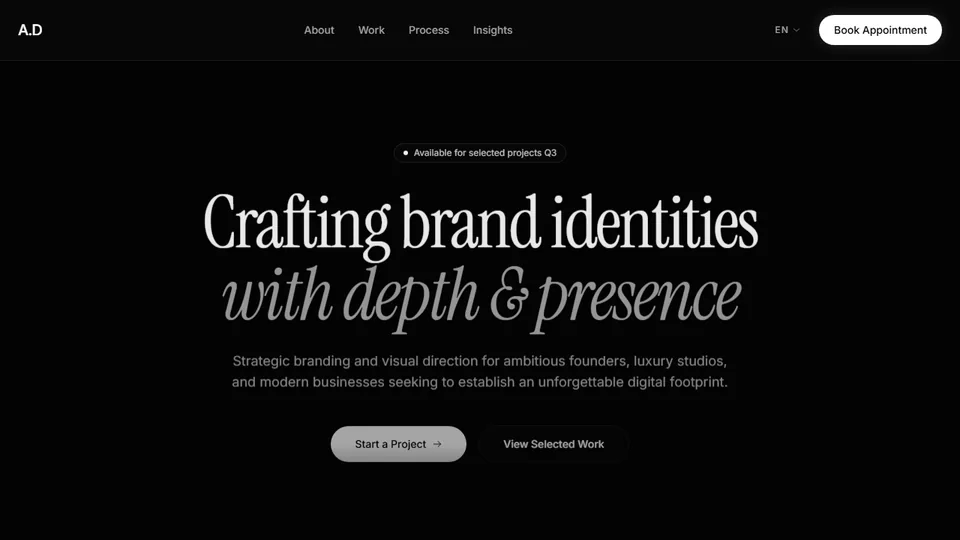 A.D
About
Work
Process
Insights
EN
Book Appointment
Available for selected projects Q3
Crafting brand identities
with depth & presence
Strategic branding and visual direction for ambitious founders, luxury studios,
and modern businesses seeking to establish an unforgettable digital footprint.
Start a Project →
View Selected Work